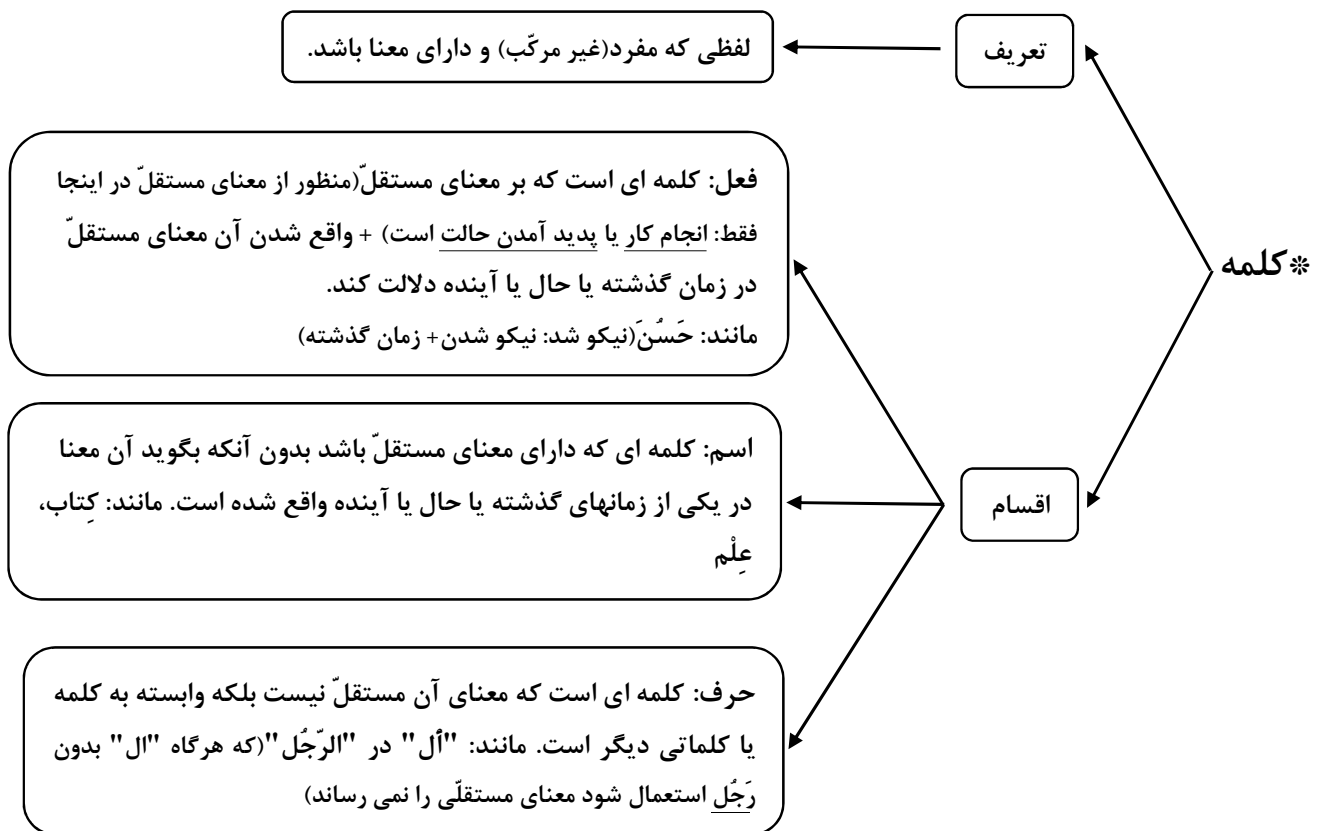 *کلمه
تعریف
لفظی که مفرد(غیر مرکّب) و دارای معنا باشد.
اقسام
فعل: کلمه ای است که بر معنای مستقلّ(منظور از معنای مستقلّ در اینجا
فقط: انجام کار یا پدید آمدن حالت است) + واقع شدن آن معنای مستقلّ
در زمان گذشته یا حال یا آینده دلالت کند.
مانند: حَسُنَ(نیکو شد: نیکو شدن+ زمان گذشته)
اسم: کلمه ای که دارای معنای مستقلّ باشد بدون آنکه بگوید آن معنا
در یکی از زمانهای گذشته یا حال یا آینده واقع شده است. مانند: کِتاب،
عِلْم
حرف: کلمه ای است که معنای آن مستقلّ نیست بلکه وابسته به کلمه
یا کلماتی دیگر است. مانند: "ٱل" در "الرّجُل"(که هرگاه "ال" بدون
رَجُل استعمال شود معنای مستقلّی را نمی رساند)